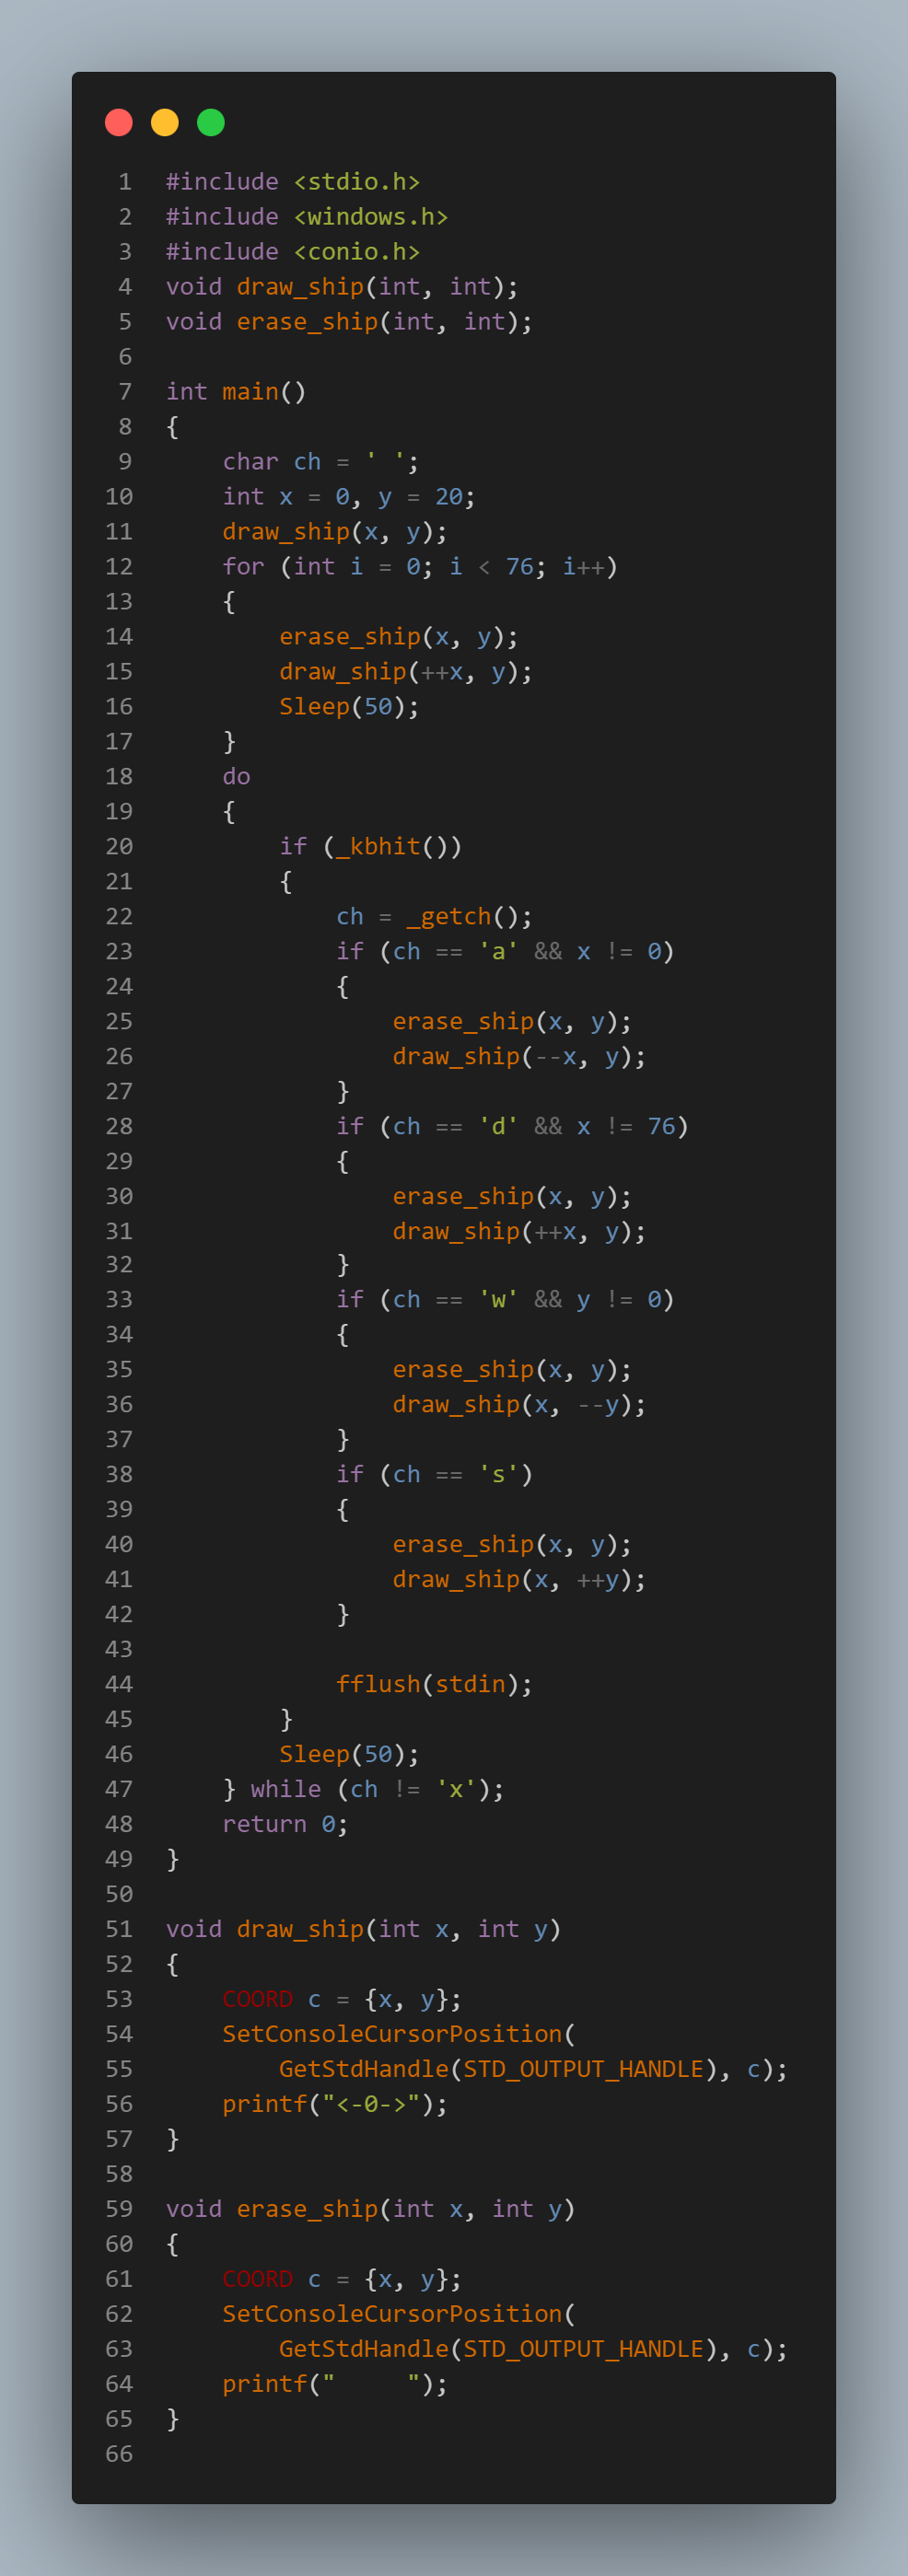 1 #include <stdio.h>
2 #include <windows.h>
3 #include <conio.h>
4 void draw_ship(int, int);
5 void erase_ship(int, int);
6
7 int main()
8 {
9     char ch = ' ';
10     int x = 0, y = 20;
11     draw_ship(x, y);
12     for (int i = 0; i < 76; i++)
13     {
14         erase_ship(x, y);
15         draw_ship(++x, y);
16         Sleep(50);
17     }
18     do
19     {
20         if (_kbhit())
21         {
22             ch = _getch();
23             if (ch == 'a' && x != 0)
24             {
25                 erase_ship(x, y);
26                 draw_ship(--x, y);
27             }
28             if (ch == 'd' && x != 76)
29             {
30                 erase_ship(x, y);
31                 draw_ship(++x, y);
32             }
33             if (ch == 'w' && y != 0)
34             {
35                 erase_ship(x, y);
36                 draw_ship(x, --y);
37             }
38             if (ch == 's')
39             {
40                 erase_ship(x, y);
41                 draw_ship(x, ++y);
42             }
43
44             fflush(stdin);
45         }
46         Sleep(50);
47     } while (ch != 'x');
48     return 0;
49 }
50
51 void draw_ship(int x, int y)
52 {
53     COORD c = {x, y};
54     SetConsoleCursorPosition(
55         GetStdHandle(STD_OUTPUT_HANDLE), c);
56     printf("<-0->");
57 }
58
59 void erase_ship(int x, int y)
60 {
61     COORD c = {x, y};
62     SetConsoleCursorPosition(
63         GetStdHandle(STD_OUTPUT_HANDLE), c);
64     printf("     ");
65 }
66